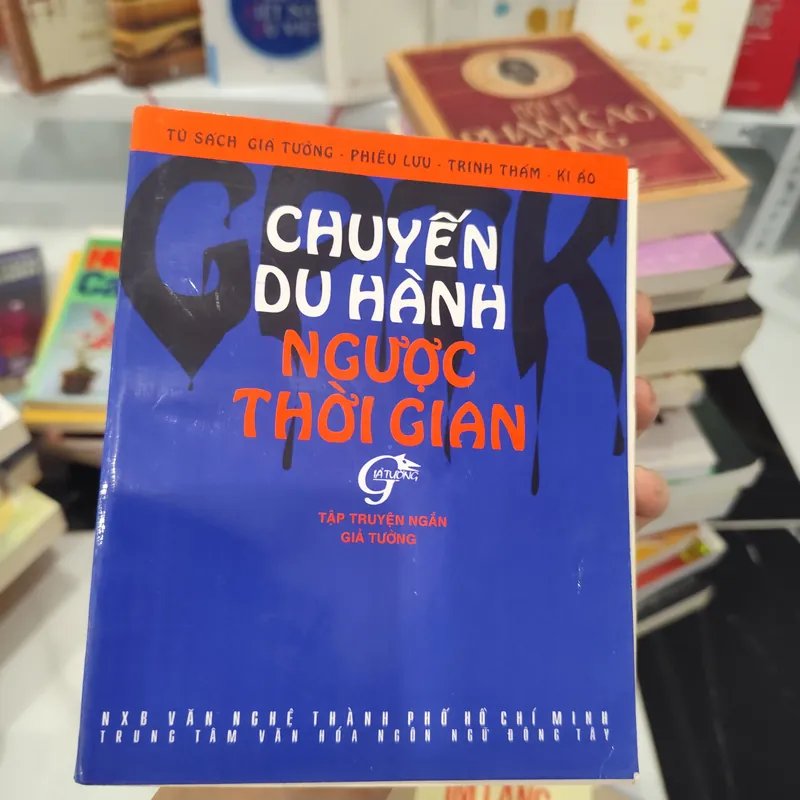 TỦ SÁCH GIẢ TƯỞNG - PHIÊU LƯU - TRINH THÁM - KÌ ẢO
GPTK
CHUYẾN
DU HÀNH
NGƯỢC
THỜI GIAN
GIẢ TƯỞNG
TẬP TRUYỆN NGẮN
GIẢ TƯỞNG
NXB VĂN NGHỆ THÀNH PHỐ HỒ CHÍ MINH
TRUNG TÂM VĂN HÓA NGÔN NGỮ ĐÔNG TÂY